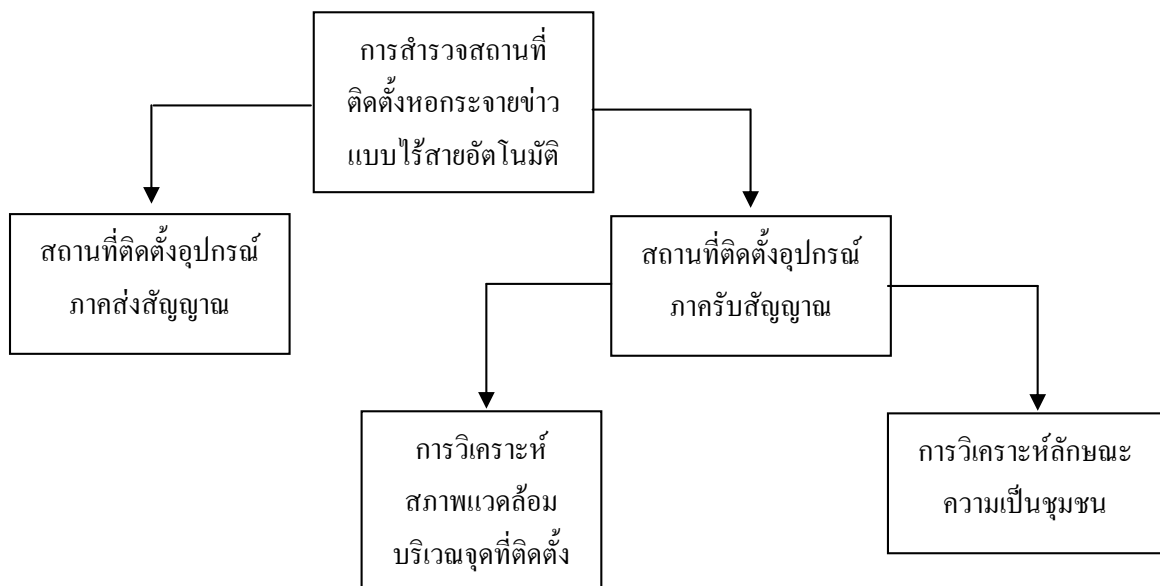 การสำรวจสถานที่
ติดตั้งหอกระจายข่าว
แบบไร้สายอัตโนมัติ
สถานที่ติดตั้งอุปกรณ์
ภาคส่งสัญญาณ
สถานที่ติดตั้งอุปกรณ์
ภาครับสัญญาณ
การวิเคราะห์
สภาพแวดล้อม
บริเวณจุดที่ติดตั้ง
การวิเคราะห์ลักษณะ
ความเป็นชุมชน